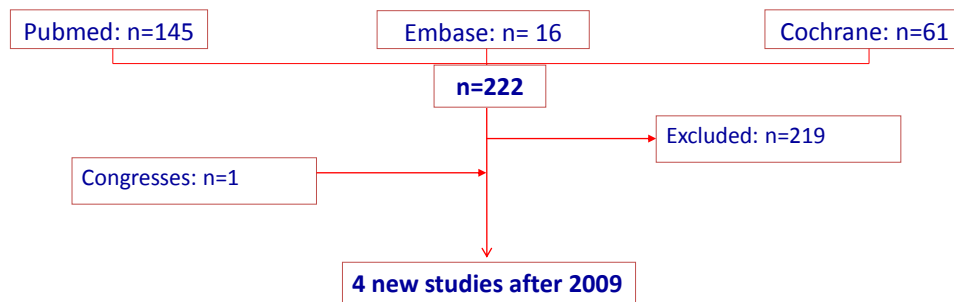 Pubmed: n=145
Embase: n= 16
Cochrane: n=61
n=222
Excluded: n=219
Congresses: n=1
4 new studies after 2009